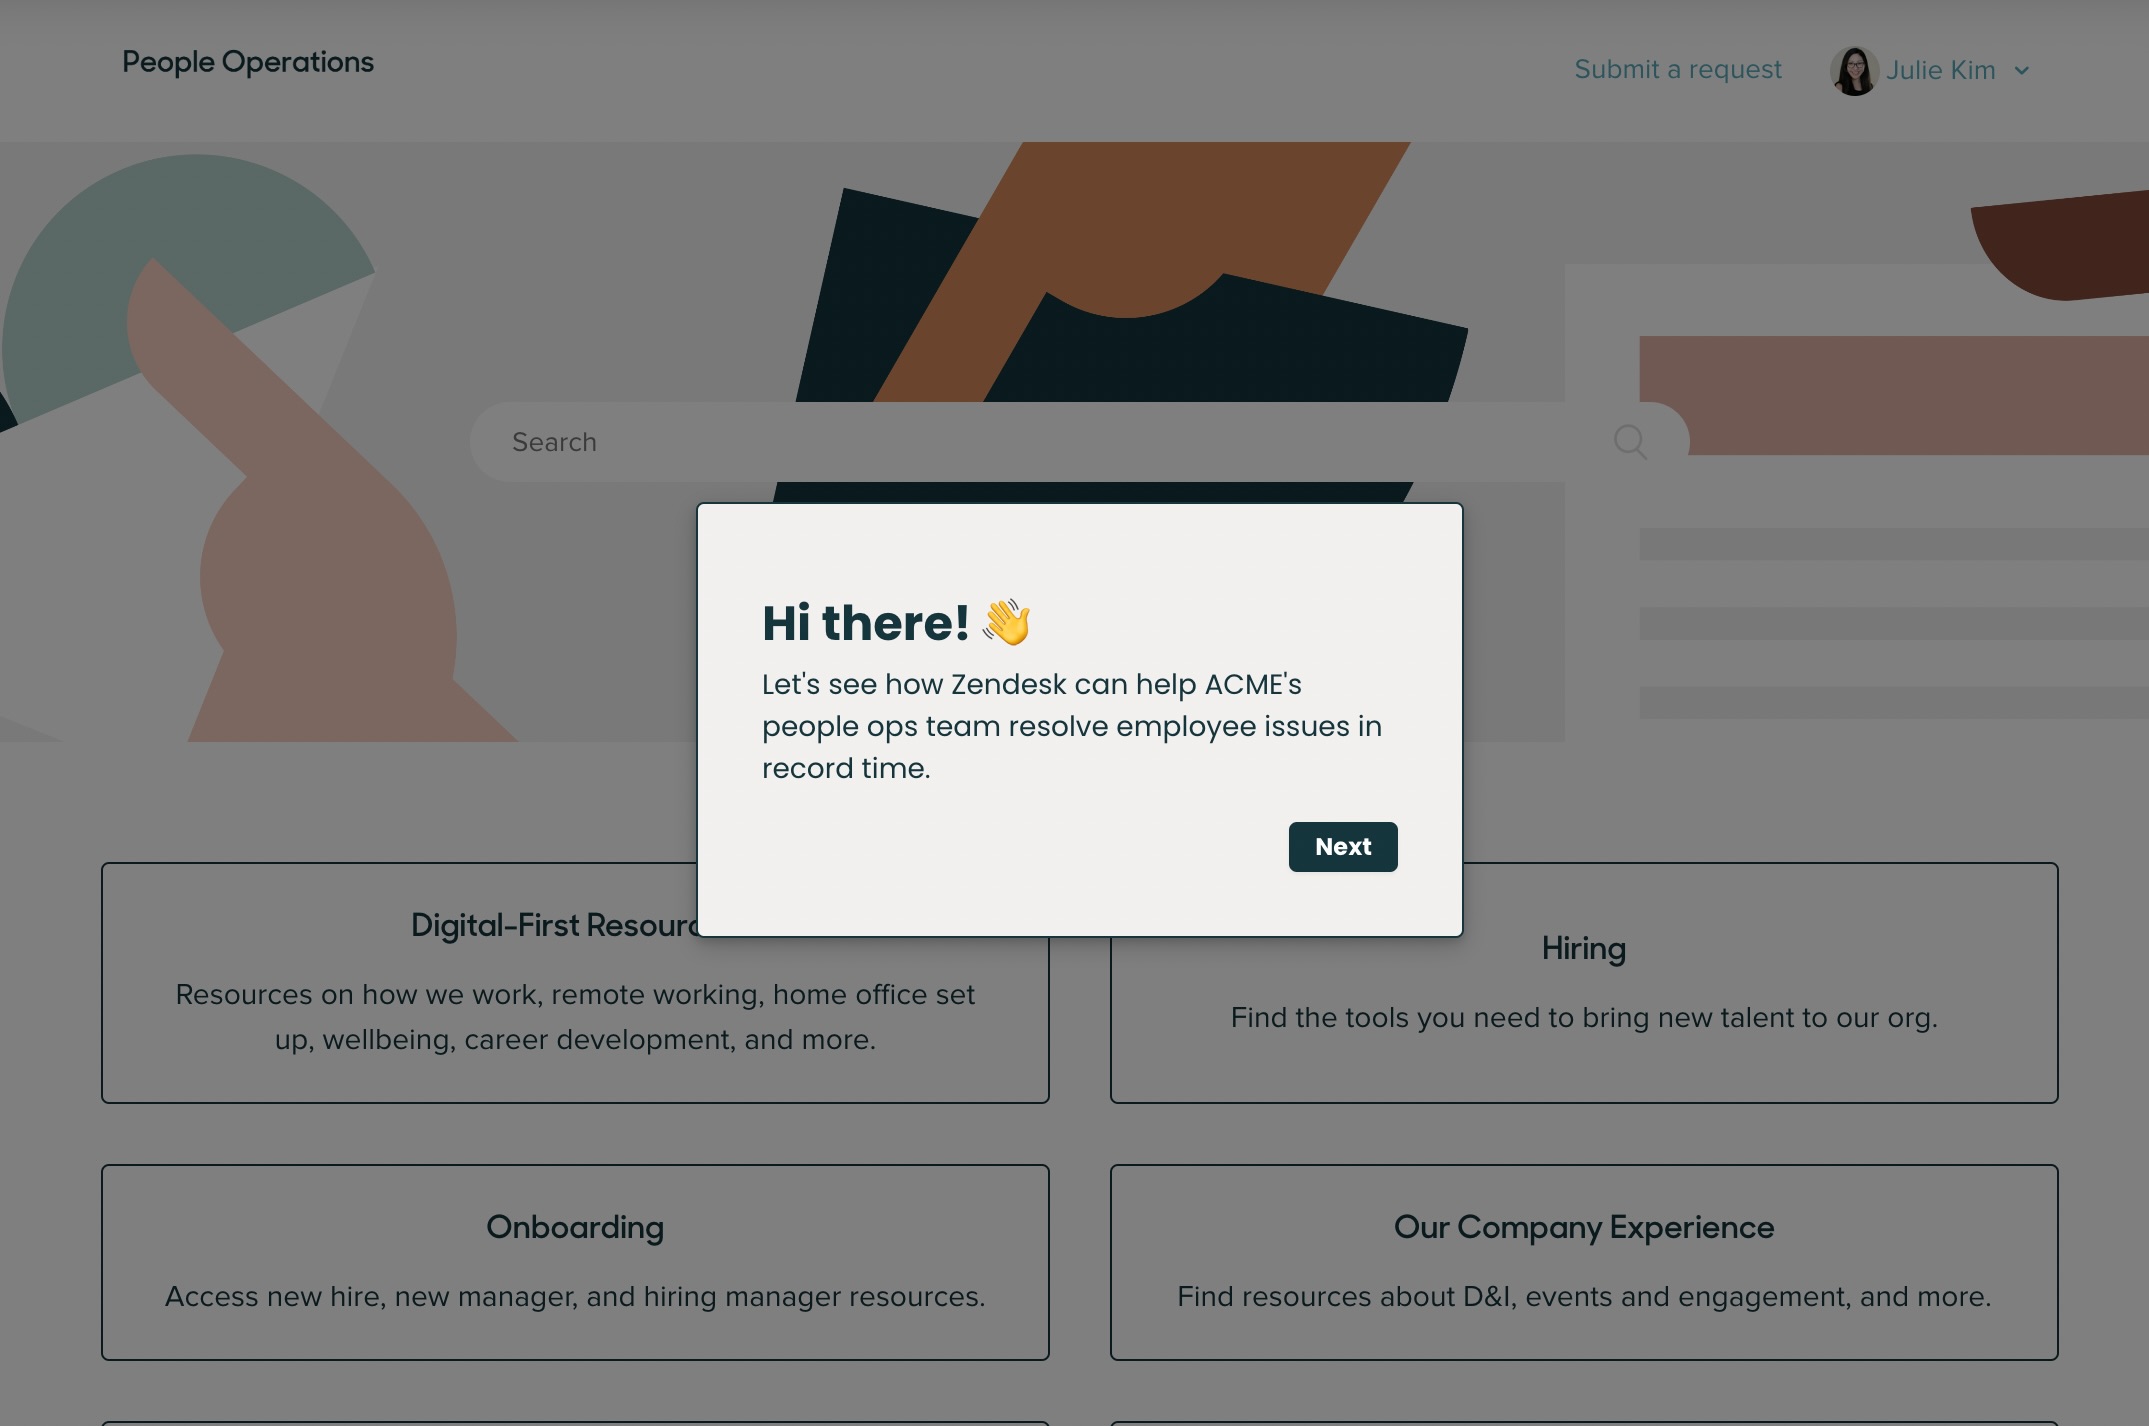 People Operations
Submit a request
Julie Kim
Search
Hi there! 👋
Let's see how Zendesk can help ACME's
people ops team resolve employee issues in
record time.
Next
Digital-First
Resources on how we work, remote working, home office set
up, wellbeing, career development, and more.
Hiring
Find the tools you need to bring new talent to our org.
Onboarding
Access new hire, new manager, and hiring manager resources.
Our Company Experience
Find resources about D&I, events and engagement, and more.